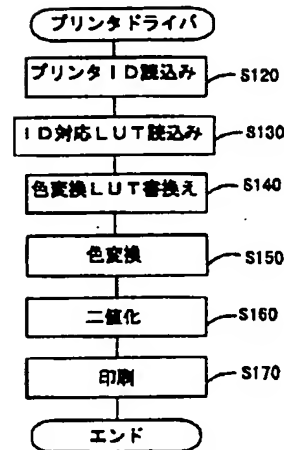 プリンタドライバ
プリンタID読込み
S120
ID対応LUT読込み
S130
色変換LUT書換え
S140
色変換
S150
二値化
S160
印刷
S170
エンド